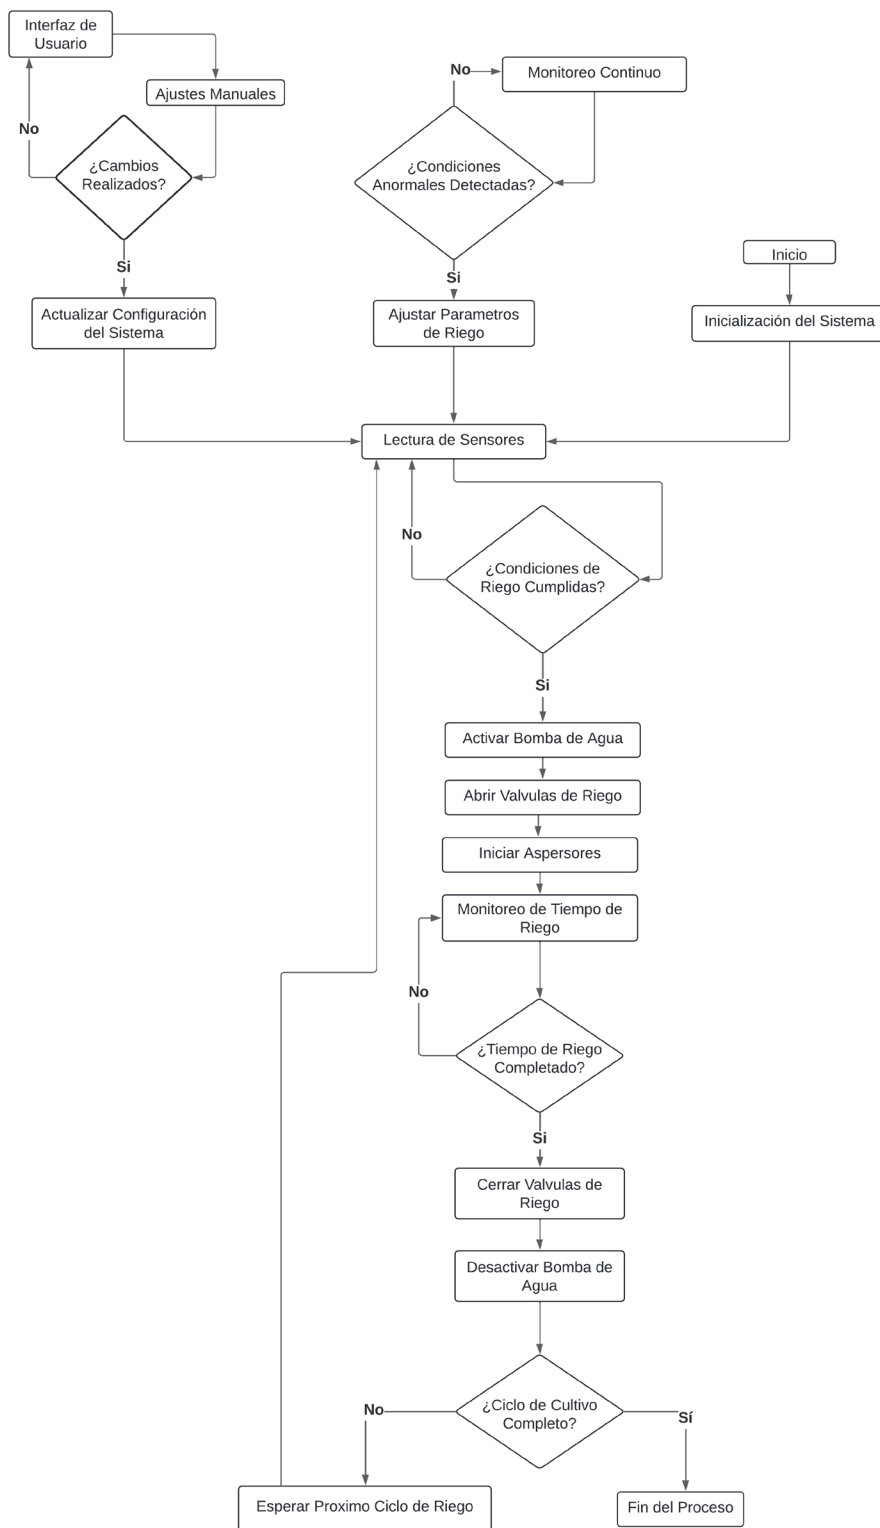 Interfaz de
Usuario
Ajustes Manuales
No
¿Cambios
Realizados?
Si
Actualizar Configuración
del Sistema
No
Monitoreo Continuo
¿Condiciones
Anormales Detectadas?
Si
Ajustar Parametros
de Riego
Inicio
Inicialización del Sistema
Lectura de Sensores
No
¿Condiciones de
Riego Cumplidas?
Si
Activar Bomba de Agua
Abrir Valvulas de Riego
Iniciar Aspersores
Monitoreo de Tiempo de
Riego
No
¿Tiempo de Riego
Completado?
Si
Cerrar Valvulas de
Riego
Desactivar Bomba de
Agua
¿Ciclo de Cultivo
Completo?
No
Sí
Esperar Proximo Ciclo de Riego
Fin del Proceso